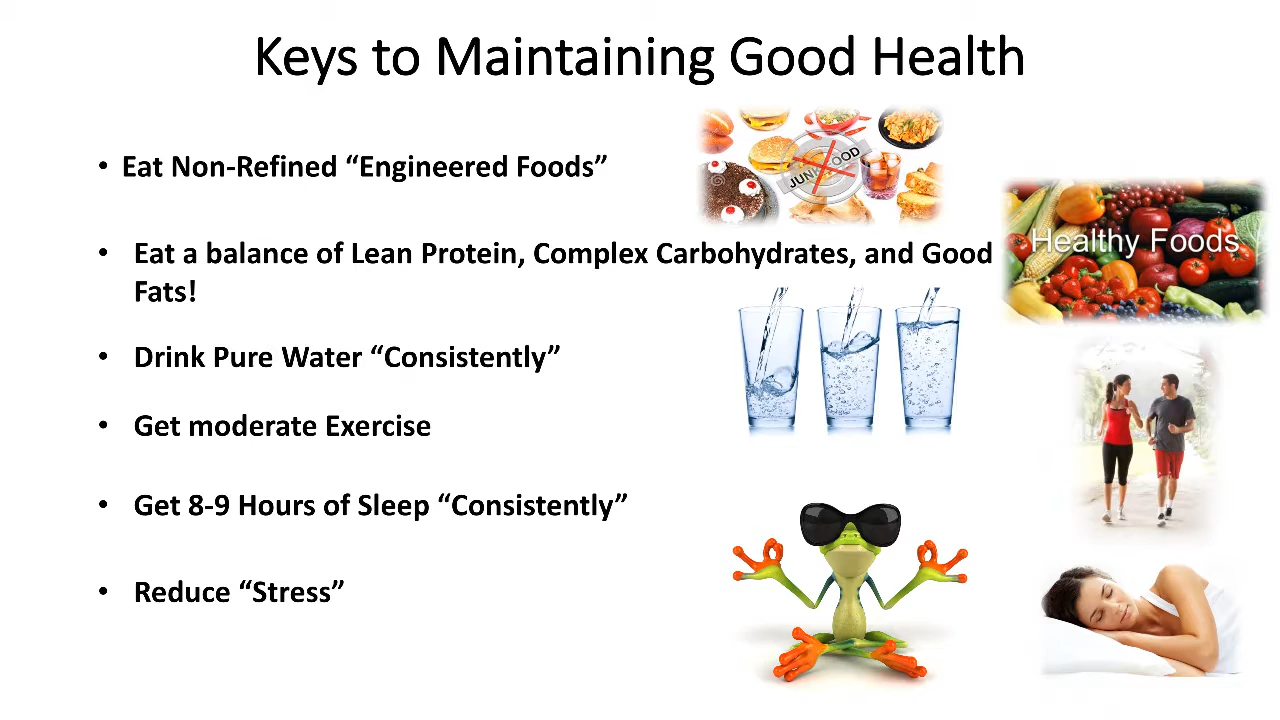 Keys to Maintaining Good Health
• Eat Non-Refined “Engineered Foods”
JUNK FOOD
• Eat a balance of Lean Protein, Complex Carbohydrates, and Good
Fats!
Healthy Foods
• Drink Pure Water “Consistently”
• Get moderate Exercise
• Get 8-9 Hours of Sleep “Consistently”
• Reduce “Stress”